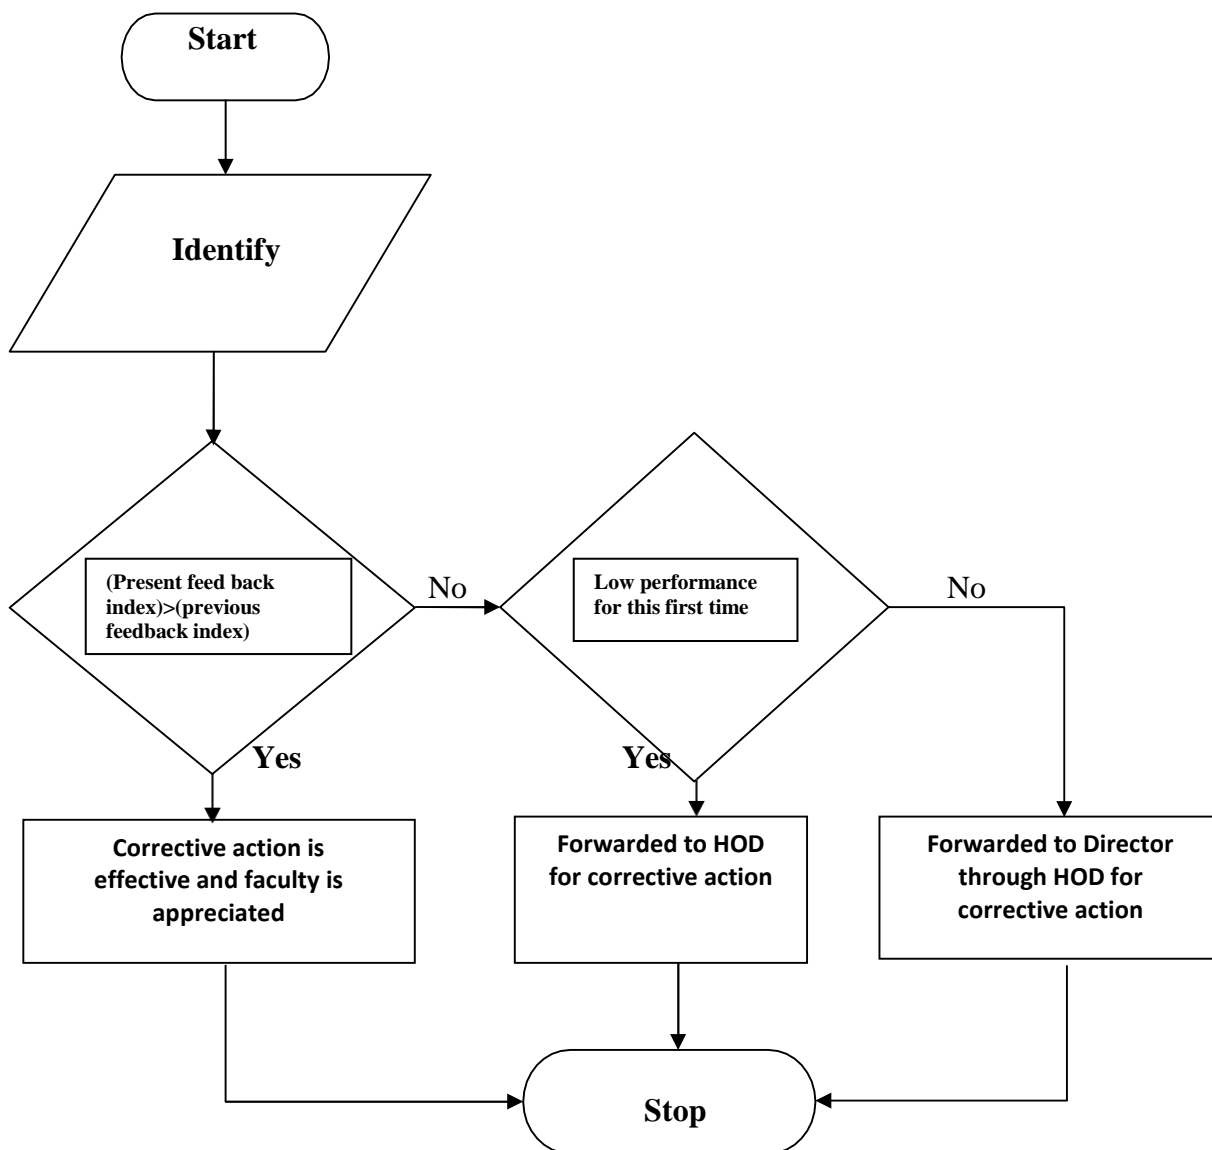 Start
Identify
(Present feed back
index)>(previous
feedback index)
No
Low performance
for this first time
No
Yes
Yes
Corrective action is
effective and faculty is
appreciated
Forwarded to HOD
for corrective action
Forwarded to Director
through HOD for
corrective action
Stop